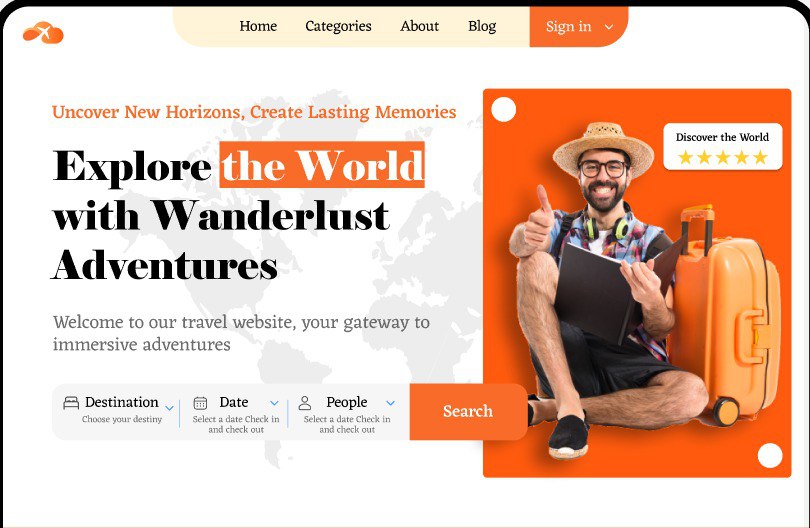 Home Categories About Blog Sign in
Uncover New Horizons, Create Lasting Memories
Explore the World
with Wanderlust
Adventures
Welcome to our travel website, your gateway to
immersive adventures
Destination
Choose your destiny
Date
Select a date Check in
and check out
People
Select a date Check in
and check out
Search
Discover the World